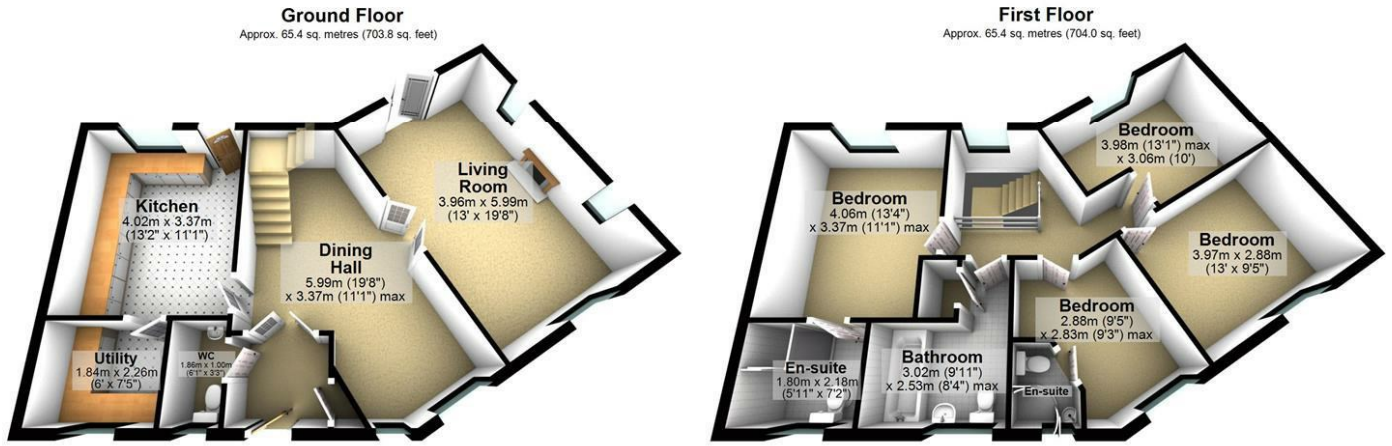 Ground Floor
Approx. 65.4 sq. metres (703.8 sq. feet)
Kitchen
4.02m x 3.37m
(13'2" x 11'1")
Living
Room
3.96m x 5.99m
(13' x 19'8")
Dining
Hall
5.99m (19'8")
x 3.37m (11'1") max
Utility
1.84m x 2.26m
(6' x 7'5")
WC
1.86m x 1.00m
(6'1" x 3'3")
First Floor
Approx. 65.4 sq. metres (704.0 sq. feet)
Bedroom
3.98m (13'1") max
x 3.06m (10')
Bedroom
4.06m (13'4")
x 3.37m (11'1") max
Bedroom
3.97m x 2.88m
(13' x 9'5")
Bedroom
2.88m (9'5")
x 2.83m (9'3") max
En-suite
1.80m x 2.18m
(5'11" x 7'2")
Bathroom
3.02m (9'11")
x 2.53m (8'4") max
En-suite